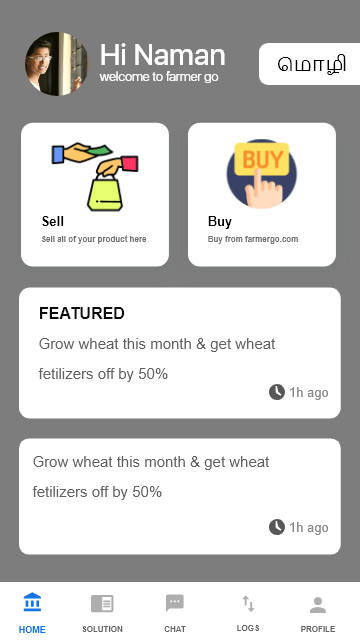 Hi Naman
welcome to farmer go
மொழி
BUY
Sell
Sell all of your product here
Buy
Buy from farmergo.com
FEATURED
Grow wheat this month & get wheat
fetilizers off by 50%
1h ago
Grow wheat this month & get wheat
fetilizers off by 50%
1h ago
HOME
SOLUTION
CHAT
LOGS
PROFILE